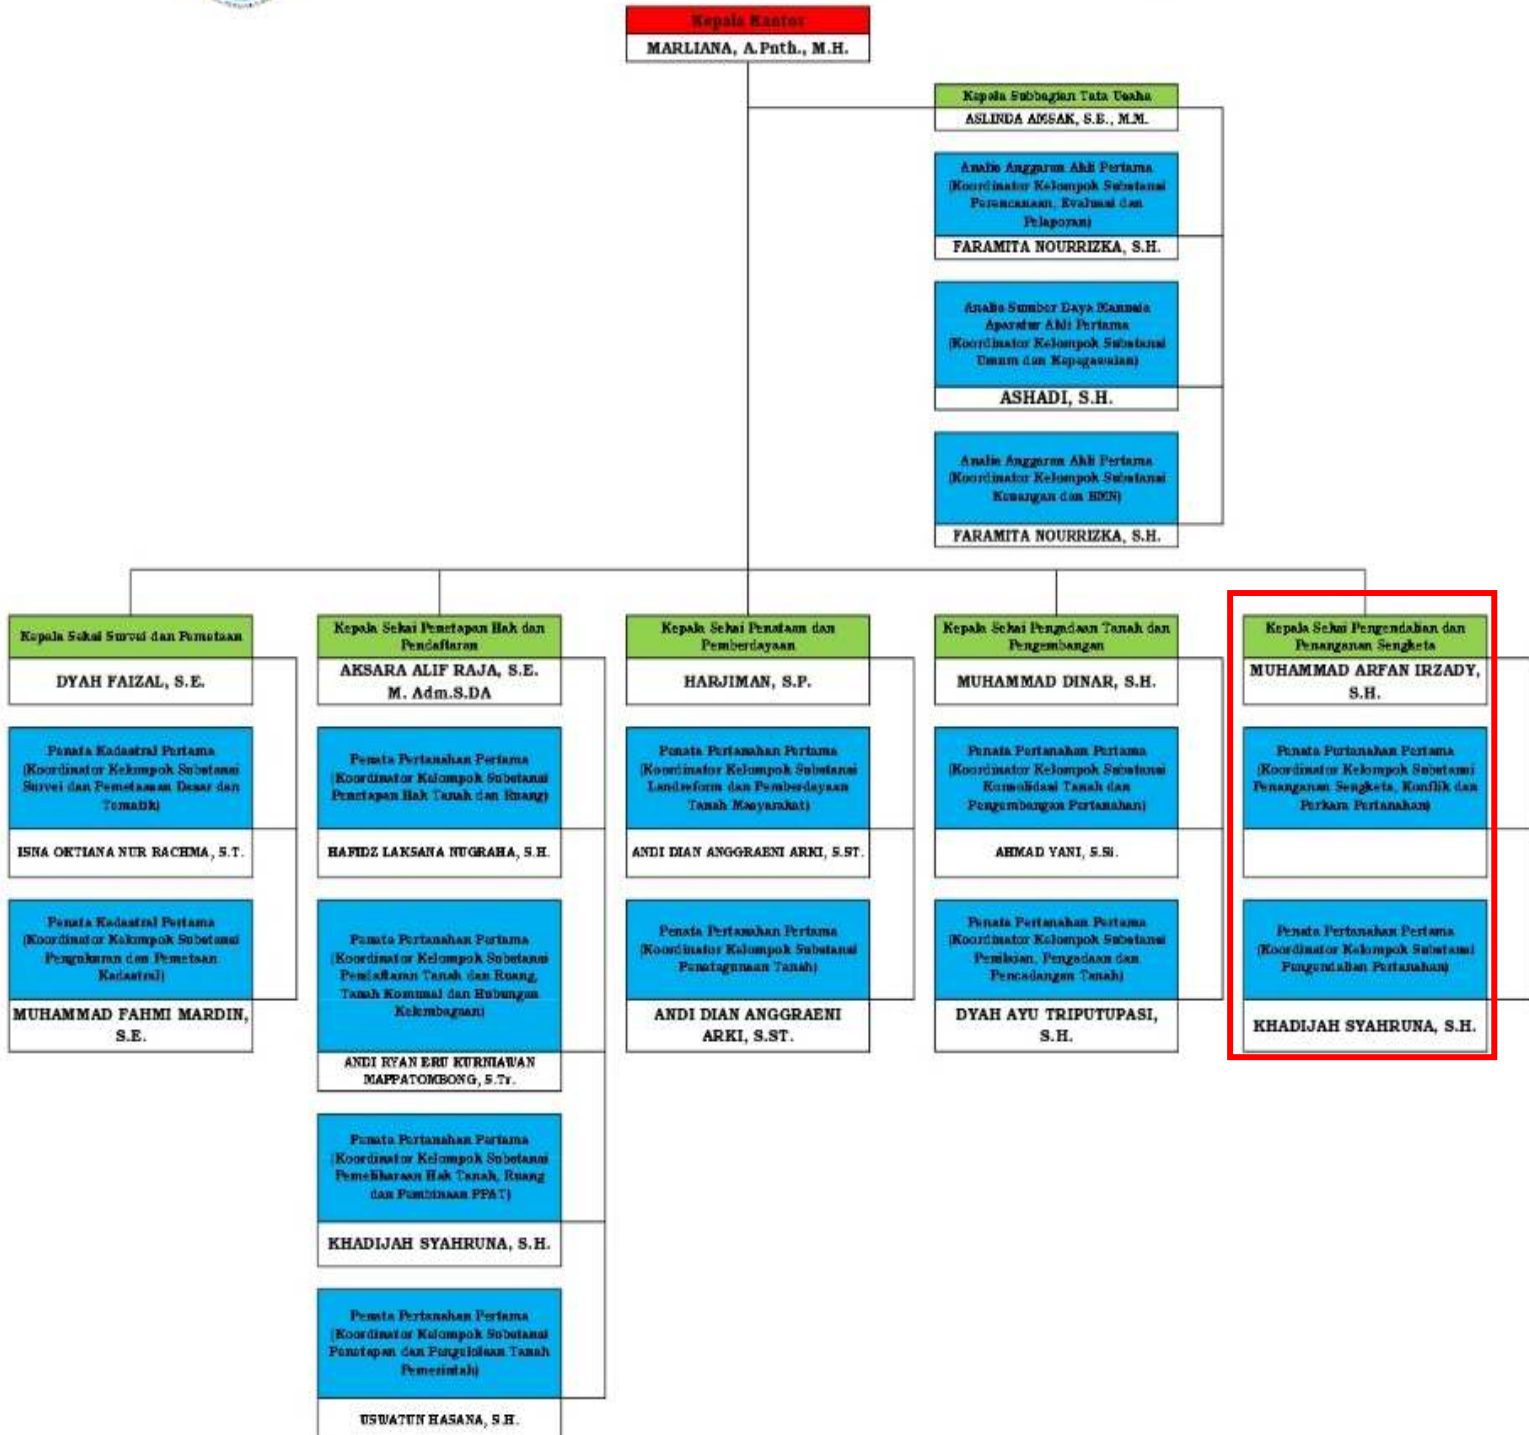 Kepala Kantor
MARLIANA, A.Pnth., M.H.
Kepala Subbagian Tata Usaha
ASLINDA AMSAK, S.E., M.M.
Analis Anggaran Ahli Pertama
(Koordinator Kelompok Substansi
Perencanaan, Evaluasi dan
Pelaporan)
FARAMITA NOURRIZKA, S.H.
Analis Sumber Daya Manusia
Aparatur Ahli Pertama
(Koordinator Kelompok Substansi
Umum dan Kepegawaian)
ASHADI, S.H.
Analis Anggaran Ahli Pertama
(Koordinator Kelompok Substansi
Keuangan dan BMN)
FARAMITA NOURRIZKA, S.H.
Kepala Seksi Survei dan Pemetaan
DYAH FAIZAL, S.E.
Penata Kadastral Pertama
(Koordinator Kelompok Substansi
Survei dan Pemetaaan Dasar dan
Tematik)
ISNA OKTIANA NUR RACHMA, S.T.
Penata Kadastral Pertama
(Koordinator Kelompok Substansi
Pengukuran dan Pemetaan
Kadastral)
MUHAMMAD FAHMI MARDIN,
S.E.
Kepala Seksi Penetapan Hak dan
Pendaftaran
AKSARA ALIF RAJA, S.E.
M. Adm.S.DA
Penata Pertanahan Pertama
(Koordinator Kelompok Substansi
Penetapan Hak Tanah dan Ruang)
HAFIDZ LAKSANA NUGRAHA, S.H.
Penata Pertanahan Pertama
(Koordinator Kelompok Substansi
Pendaftaran Tanah dan Ruang,
Tanah Komunal dan Hubungan
Kelembagaan)
ANDI RYAN ERU KURNIAWAN
MAPPATOMBONG, S.Tr.
Penata Pertanahan Pertama
(Koordinator Kelompok Substansi
Pemeliharaan Hak Tanah, Ruang
dan Pembinaan PPAT)
KHADIJAH SYAHRUNA, S.H.
Penata Pertanahan Pertama
(Koordinator Kelompok Substansi
Penetapan dan Pengelolaan Tanah
Pemerintah)
USWATUN HASANA, S.H.
Kepala Seksi Penataan dan
Pemberdayaan
HARJIMAN, S.P.
Penata Pertanahan Pertama
(Koordinator Kelompok Substansi
Landreform dan Pemberdayaan
Tanah Masyarakat)
ANDI DIAN ANGGRAENI ARKI, S.ST.
Penata Pertanahan Pertama
(Koordinator Kelompok Substansi
Penatagunaan Tanah)
ANDI DIAN ANGGRAENI
ARKI, S.ST.
Kepala Seksi Pengadaan Tanah dan
Pengembangan
MUHAMMAD DINAR, S.H.
Penata Pertanahan Pertama
(Koordinator Kelompok Substansi
Konsolidasi Tanah dan
Pengembangan Pertanahan)
AHMAD YANI, S.Si.
Penata Pertanahan Pertama
(Koordinator Kelompok Substansi
Penilaian, Pengadaan dan
Pencadangan Tanah)
DYAH AYU TRIPUTUPASI,
S.H.
Kepala Seksi Pengendalian dan
Penanganan Sengketa
MUHAMMAD ARFAN IRZADY,
S.H.
Penata Pertanahan Pertama
(Koordinator Kelompok Substansi
Penanganan Sengketa, Konflik dan
Perkara Pertanahan)
Penata Pertanahan Pertama
(Koordinator Kelompok Substansi
Pengendalian Pertanahan)
KHADIJAH SYAHRUNA, S.H.